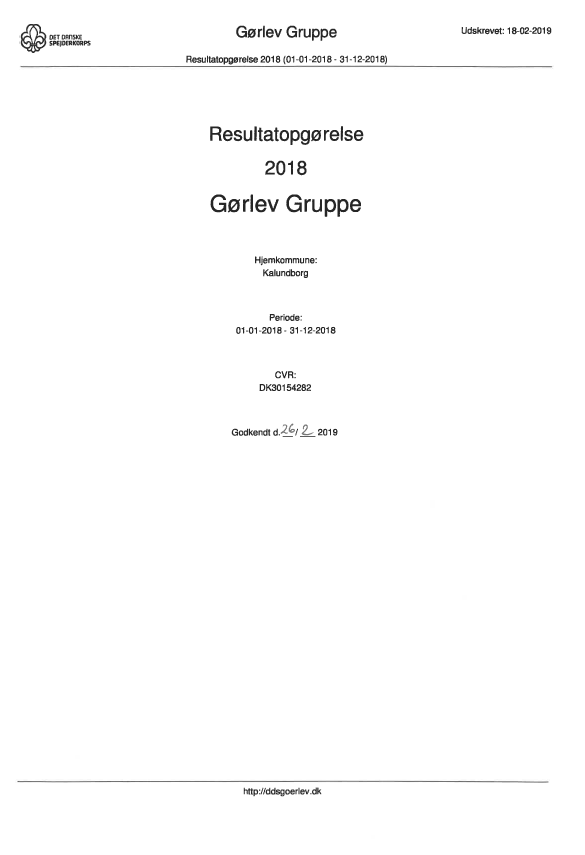 DET DANSKE
SPEJDERKORPS
Gørlev Gruppe
Udskrevet: 18-02-2019
Resultatopgørelse 2018 (01-01-2018 - 31-12-2018)
Resultatopgørelse
2018
Gørlev Gruppe
Hjemkommune:
Kalundborg
Periode:
01-01-2018 - 31-12-2018
CVR:
DK30154282
Godkendt d. 26/ 2 2019
http://ddsgoerlev.dk